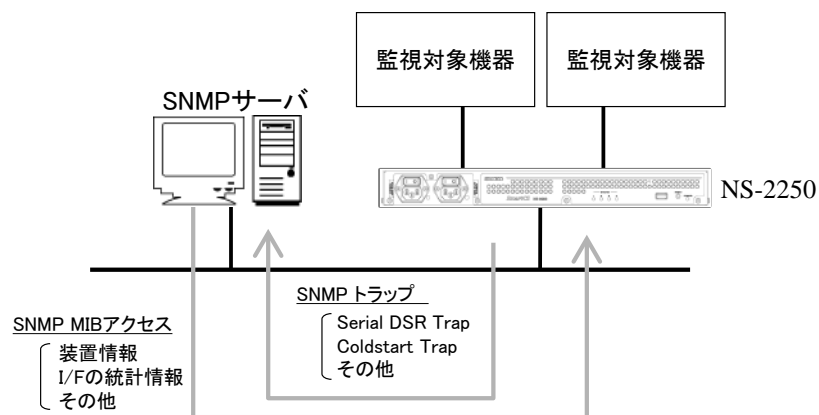 監視対象機器
監視対象機器
SNMPサーバ
NS-2250
SNMP トラップ
Serial DSR Trap
Coldstart Trap
その他
SNMP MIBアクセス
装置情報
I/Fの統計情報
その他